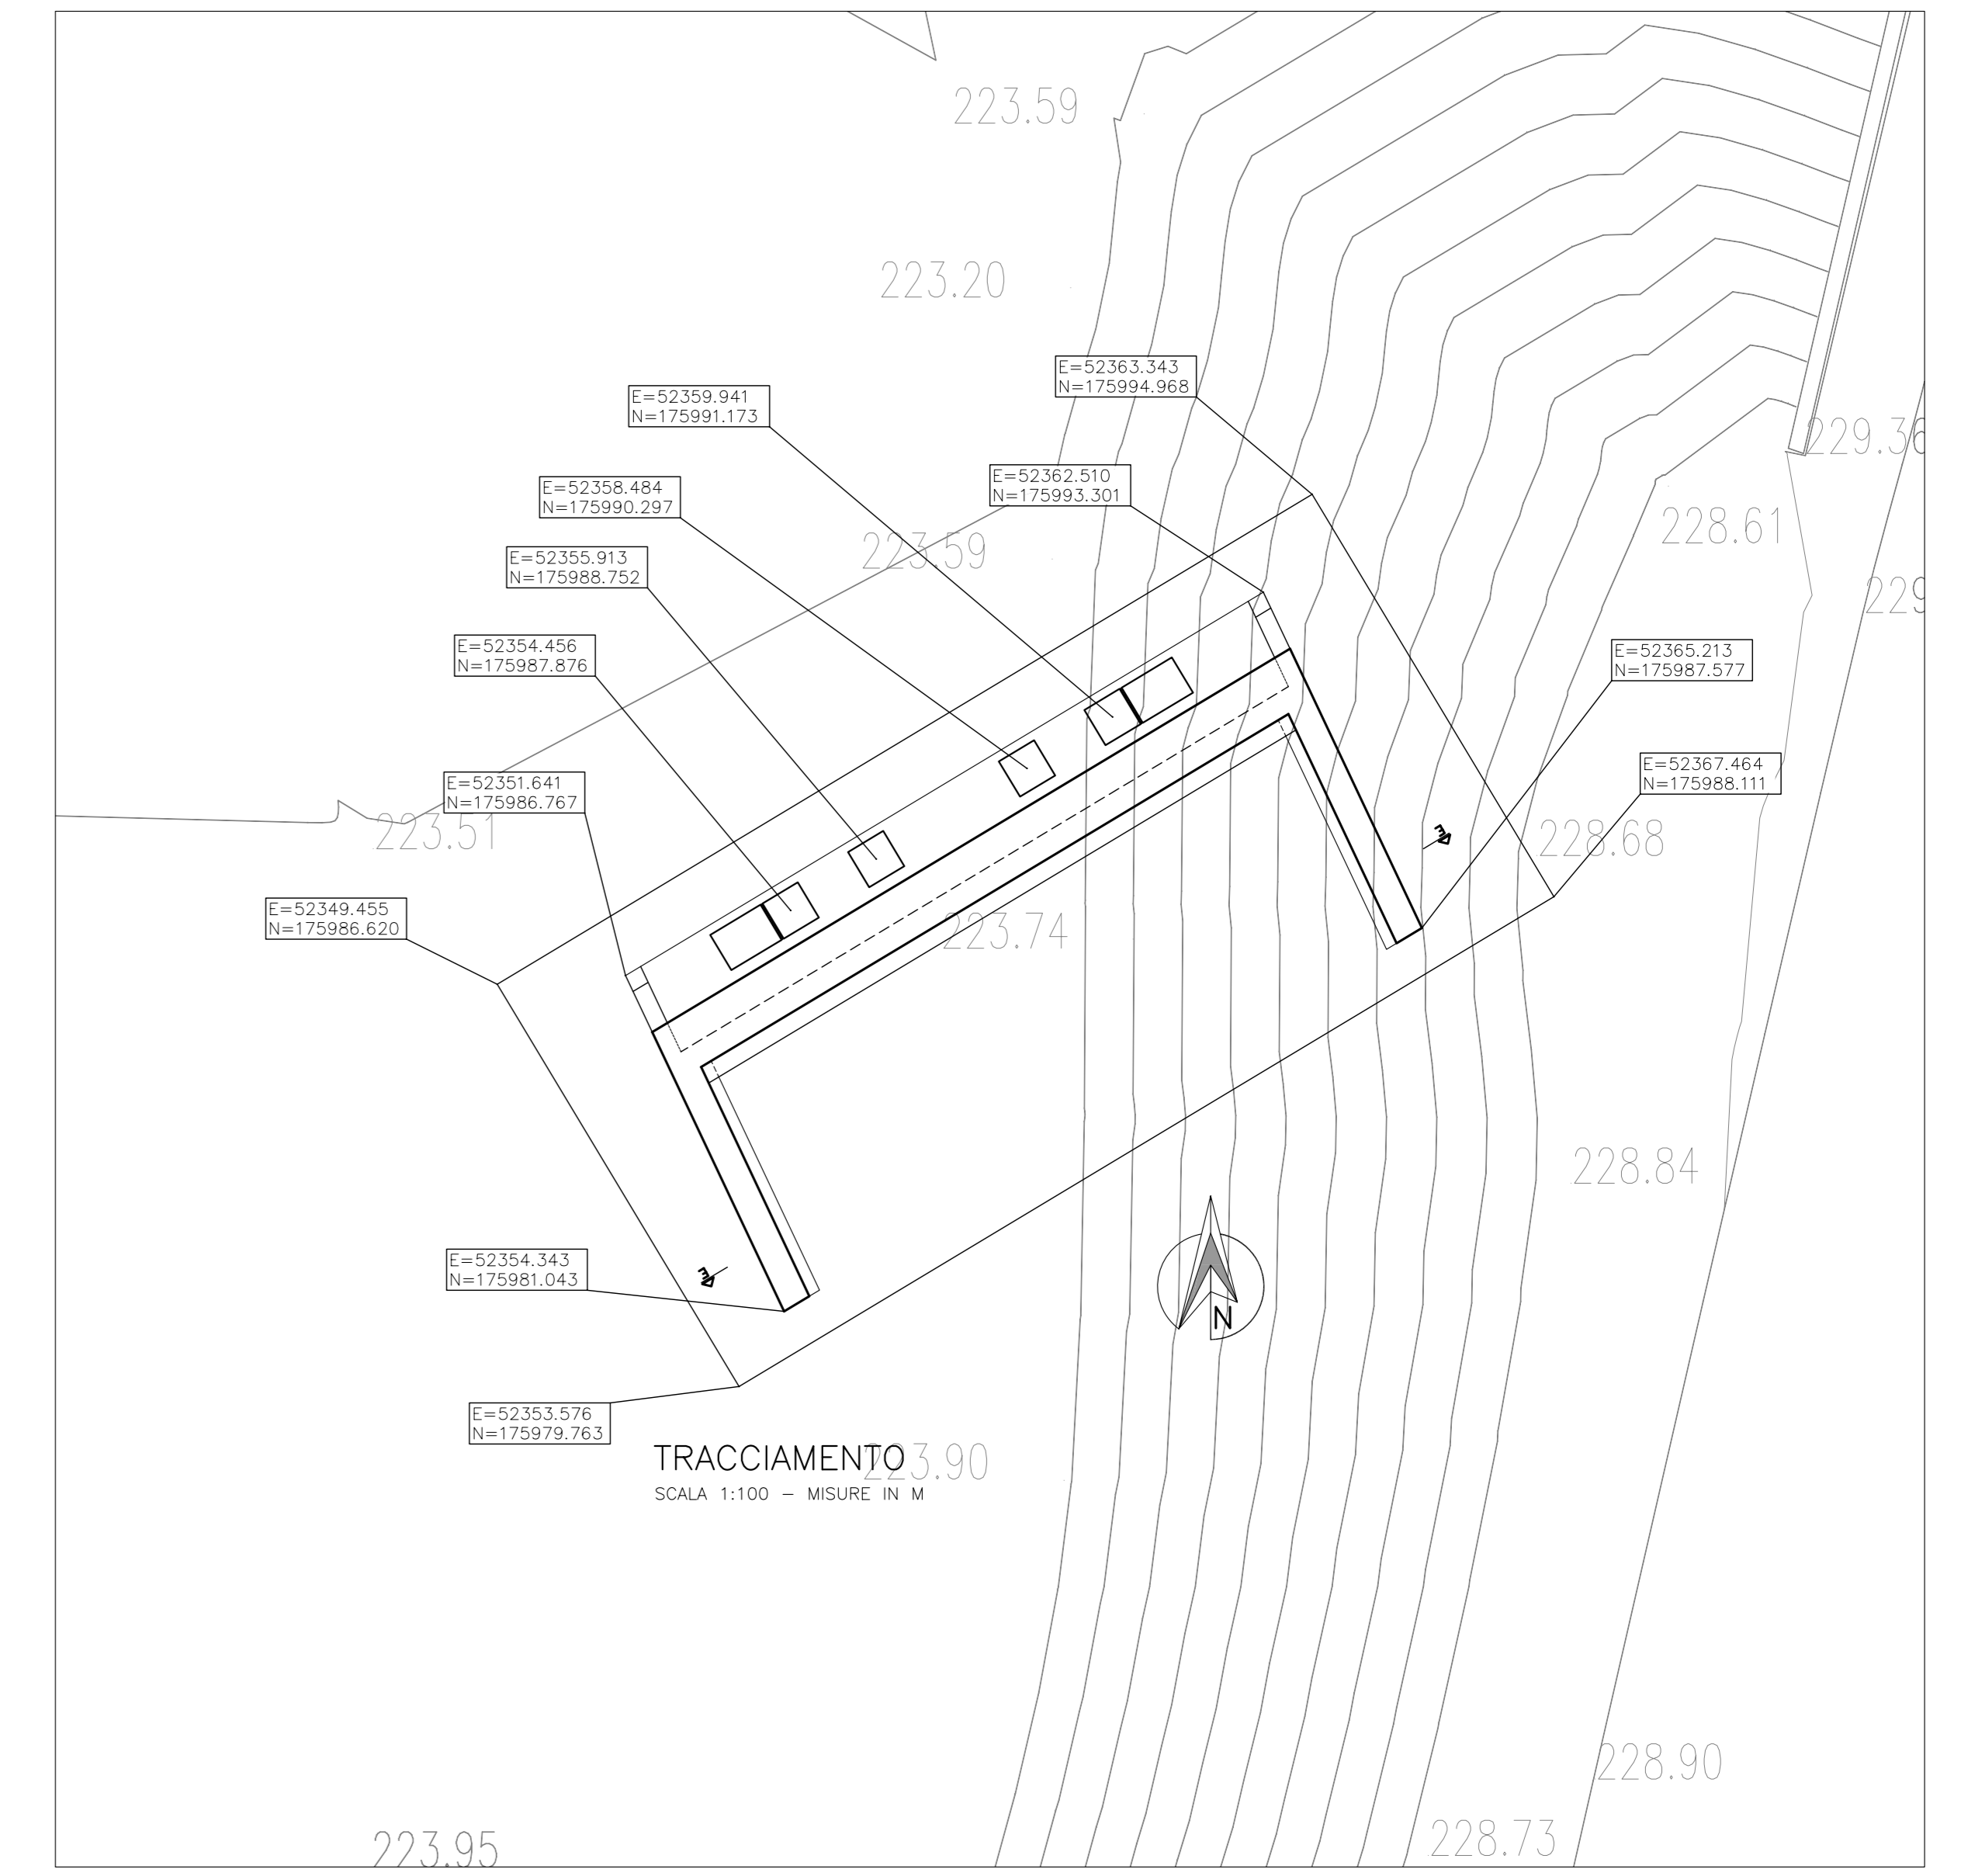 223.59
223.20
E=52363.343
N=175994.968
E=52359.941
N=175991.173
229.36
E=52362.510
N=175993.301
E=52358.484
N=175990.297
228.61
223.59
E=52355.913
N=175988.752
229
E=52354.456
N=175987.876
E=52365.213
N=175987.577
E=52367.464
N=175988.111
E=52351.641
N=175986.767
223.51
228.68
E=52349.455
N=175986.620
223.74
228.84
E=52354.343
N=175981.043
N
E=52353.576
N=175979.763
TRACCIAMENTO
223.90
SCALA 1:100 – MISURE IN M
228.90
228.73
223.95